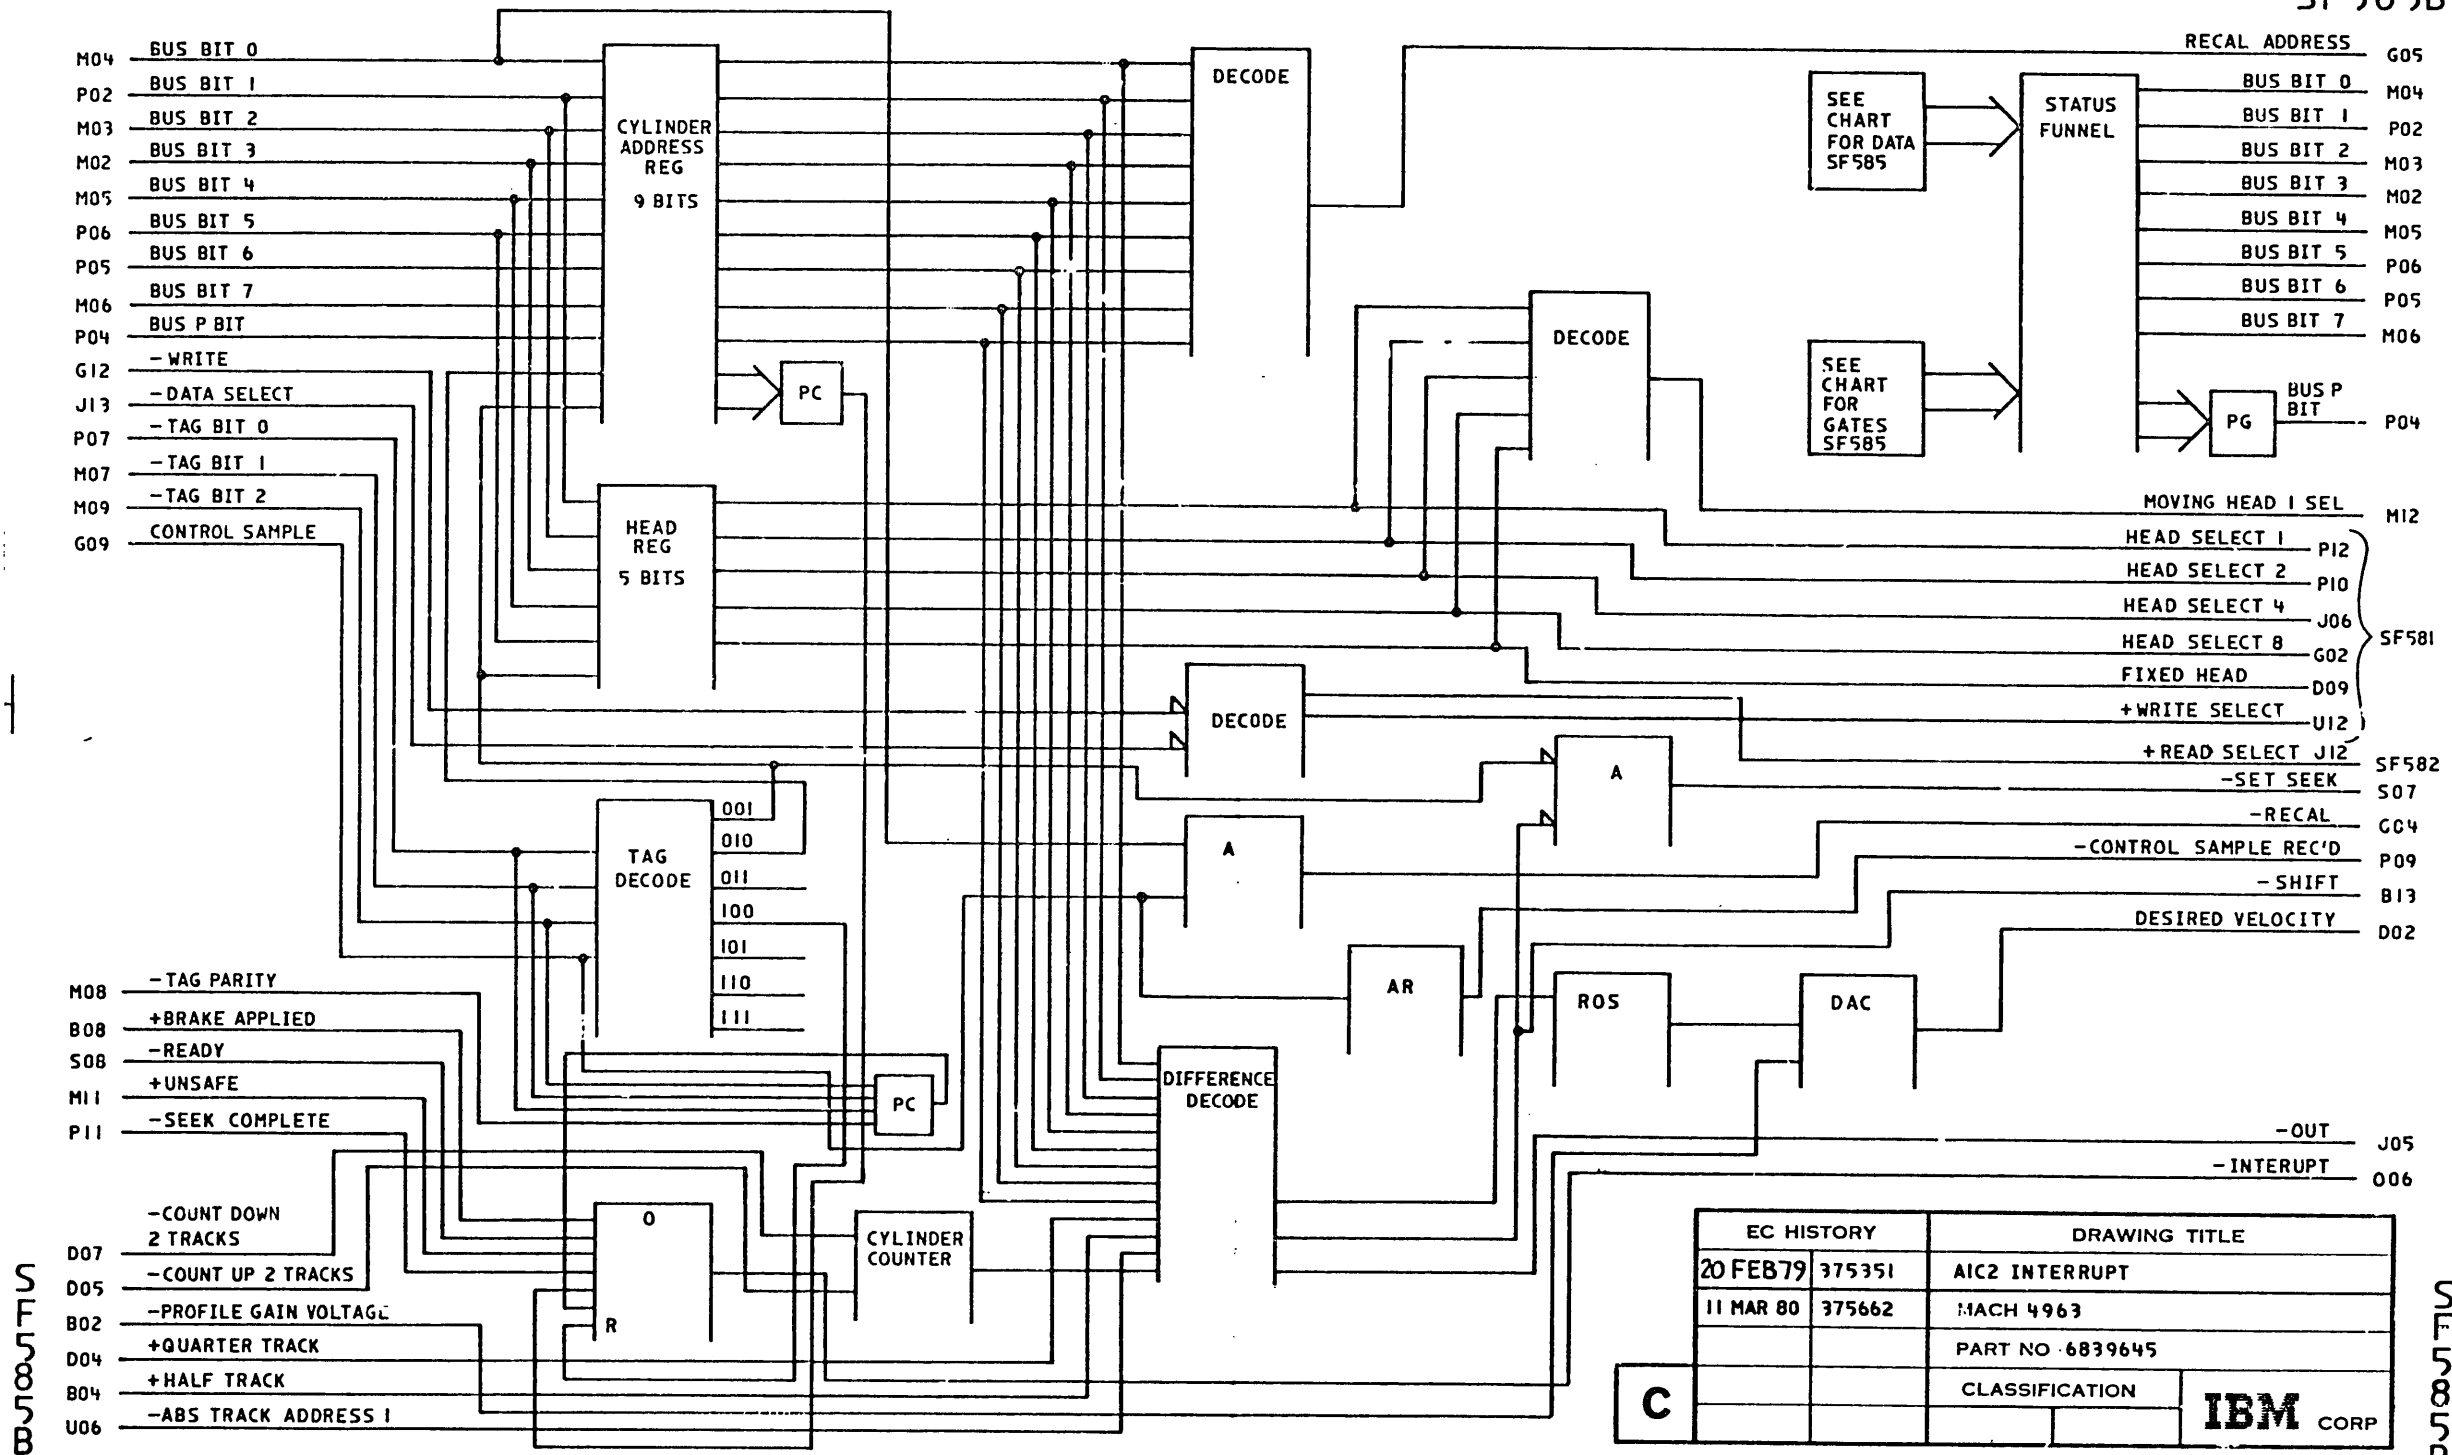 M04 BUS BIT 0
P02 BUS BIT 1
M03 BUS BIT 2
M02 BUS BIT 3
M05 BUS BIT 4
P06 BUS BIT 5
P05 BUS BIT 6
M06 BUS BIT 7
P04 BUS P BIT
G12 -WRITE
J13 -DATA SELECT
P07 -TAG BIT 0
M07 -TAG BIT 1
M09 -TAG BIT 2
G09 CONTROL SAMPLE
M08 -TAG PARITY
B08 +BRAKE APPLIED
S08 -READY
M11 +UNSAFE
P11 -SEEK COMPLETE
-COUNT DOWN
D07 2 TRACKS
D05 -COUNT UP 2 TRACKS
B02 -PROFILE GAIN VOLTAGE
D04 +QUARTER TRACK
B04 +HALF TRACK
U06 -ABS TRACK ADDRESS 1
SF585B
CYLINDER
ADDRESS
REG
9 BITS
PC
HEAD
REG
5 BITS
TAG
DECODE
001
010
011
100
101
110
111
PC
O
R
CYLINDER
COUNTER
DECODE
DECODE
DECODE
A
A
AR
ROS
DAC
DIFFERENCE
DECODE
SEE
CHART
FOR DATA
SF585
SEE
CHART
FOR
GATES
SF585
STATUS
FUNNEL
PG
RECAL ADDRESS G05
BUS BIT 0 M04
BUS BIT 1 P02
BUS BIT 2 M03
BUS BIT 3 M02
BUS BIT 4 M05
BUS BIT 5 P06
BUS BIT 6 P05
BUS BIT 7 M06
BUS P
BIT P04
MOVING HEAD 1 SEL M12
HEAD SELECT 1 P12
HEAD SELECT 2 P10
HEAD SELECT 4 J06
HEAD SELECT 8 G02
FIXED HEAD D09
+WRITE SELECT U12
SF581
+READ SELECT J12
SF582
-SET SEEK S07
-RECAL G04
-CONTROL SAMPLE REC'D P09
-SHIFT B13
DESIRED VELOCITY D02
-OUT J05
-INTERUPT 006
EC HISTORY DRAWING TITLE
20 FEB79 375351 AIC2 INTERRUPT
11 MAR 80 375662 MACH 4963
PART NO 6839645
CLASSIFICATION
C
IBM CORP